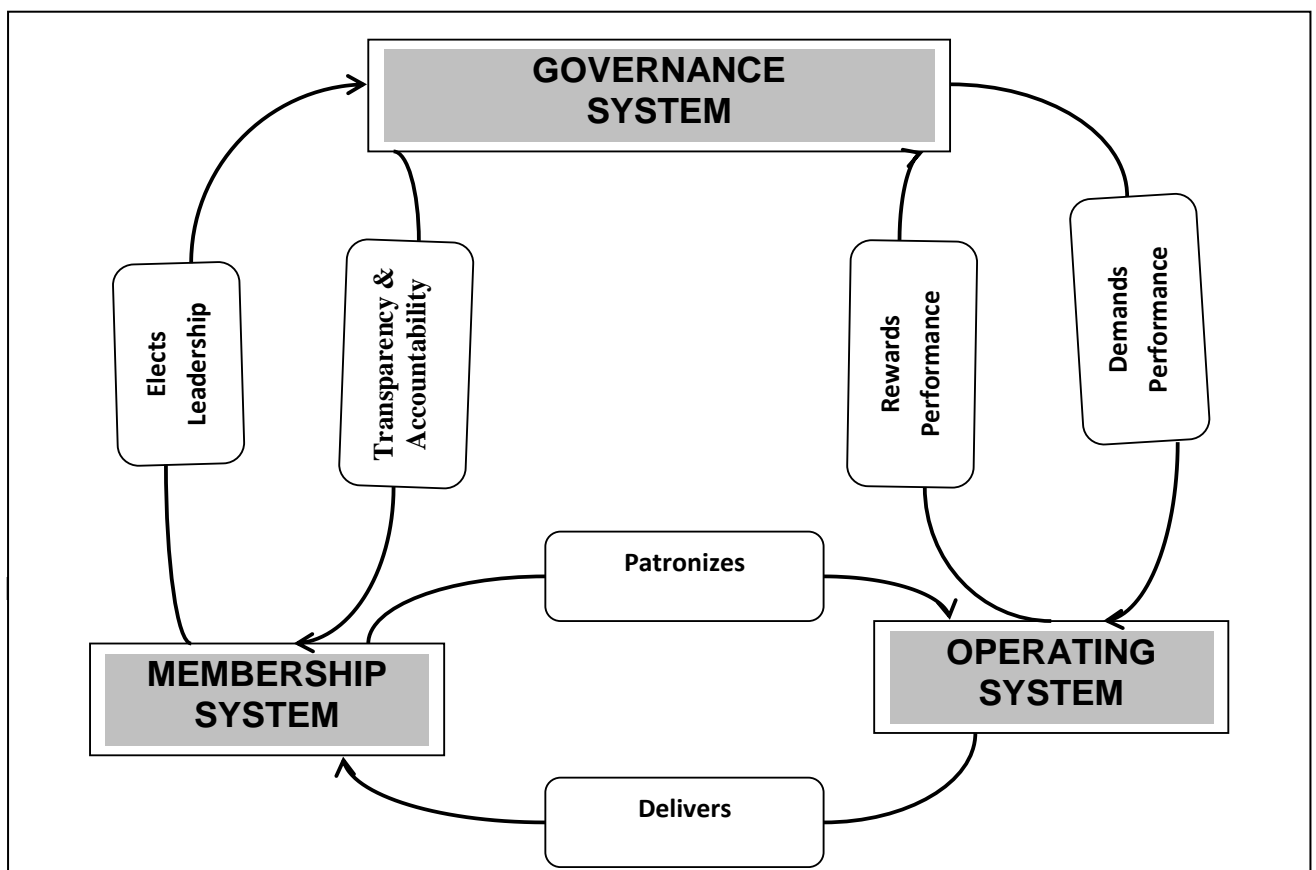 GOVERNANCE
SYSTEM
Elects
Leadership
Transparency &
Accountability
Rewards
Performance
Demands
Performance
Patronizes
MEMBERSHIP
SYSTEM
OPERATING
SYSTEM
Delivers